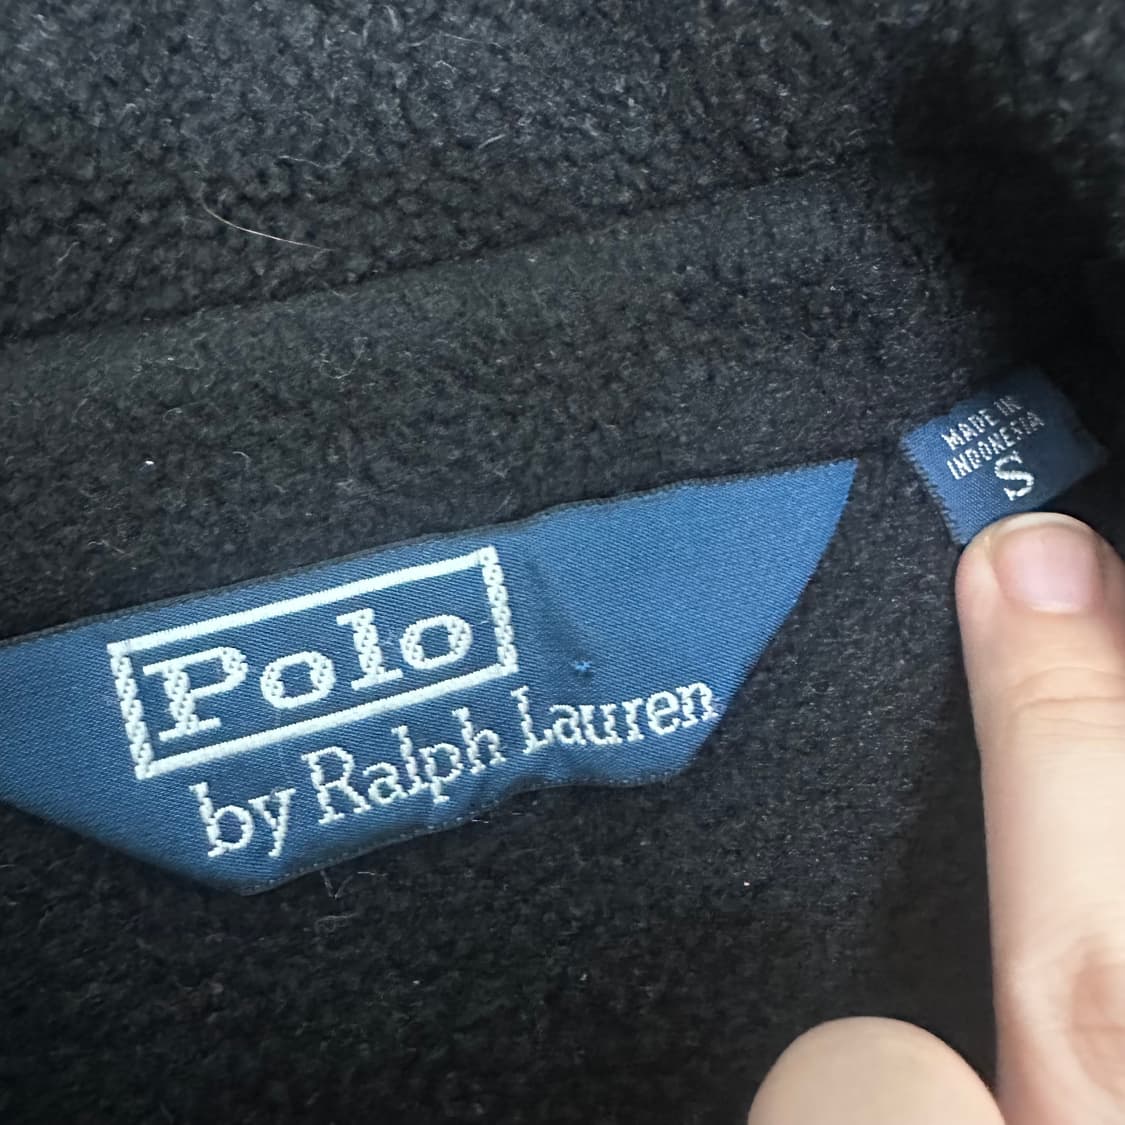 Polo
by Ralph Lauren
MADE IN
INDONESIA
S